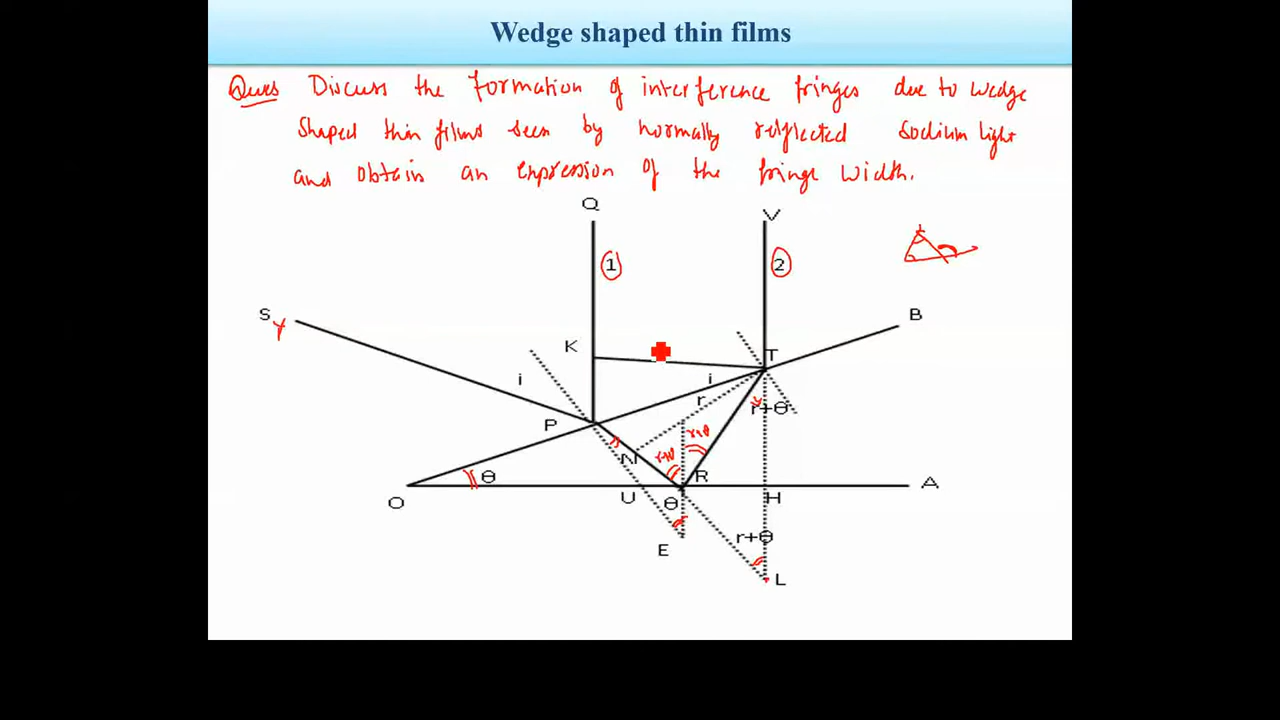 Wedge shaped thin films
Ques Discuss the formation of interference fringes due to wedge
shaped thin films seen by normally relflected Sodium light
and obtain an expression of the fringe width.
Q V
1 2
S B
K T
i i
r
P r+θ
r+θ
N r+θ
θ R
O U H A
θ
E r+θ
L